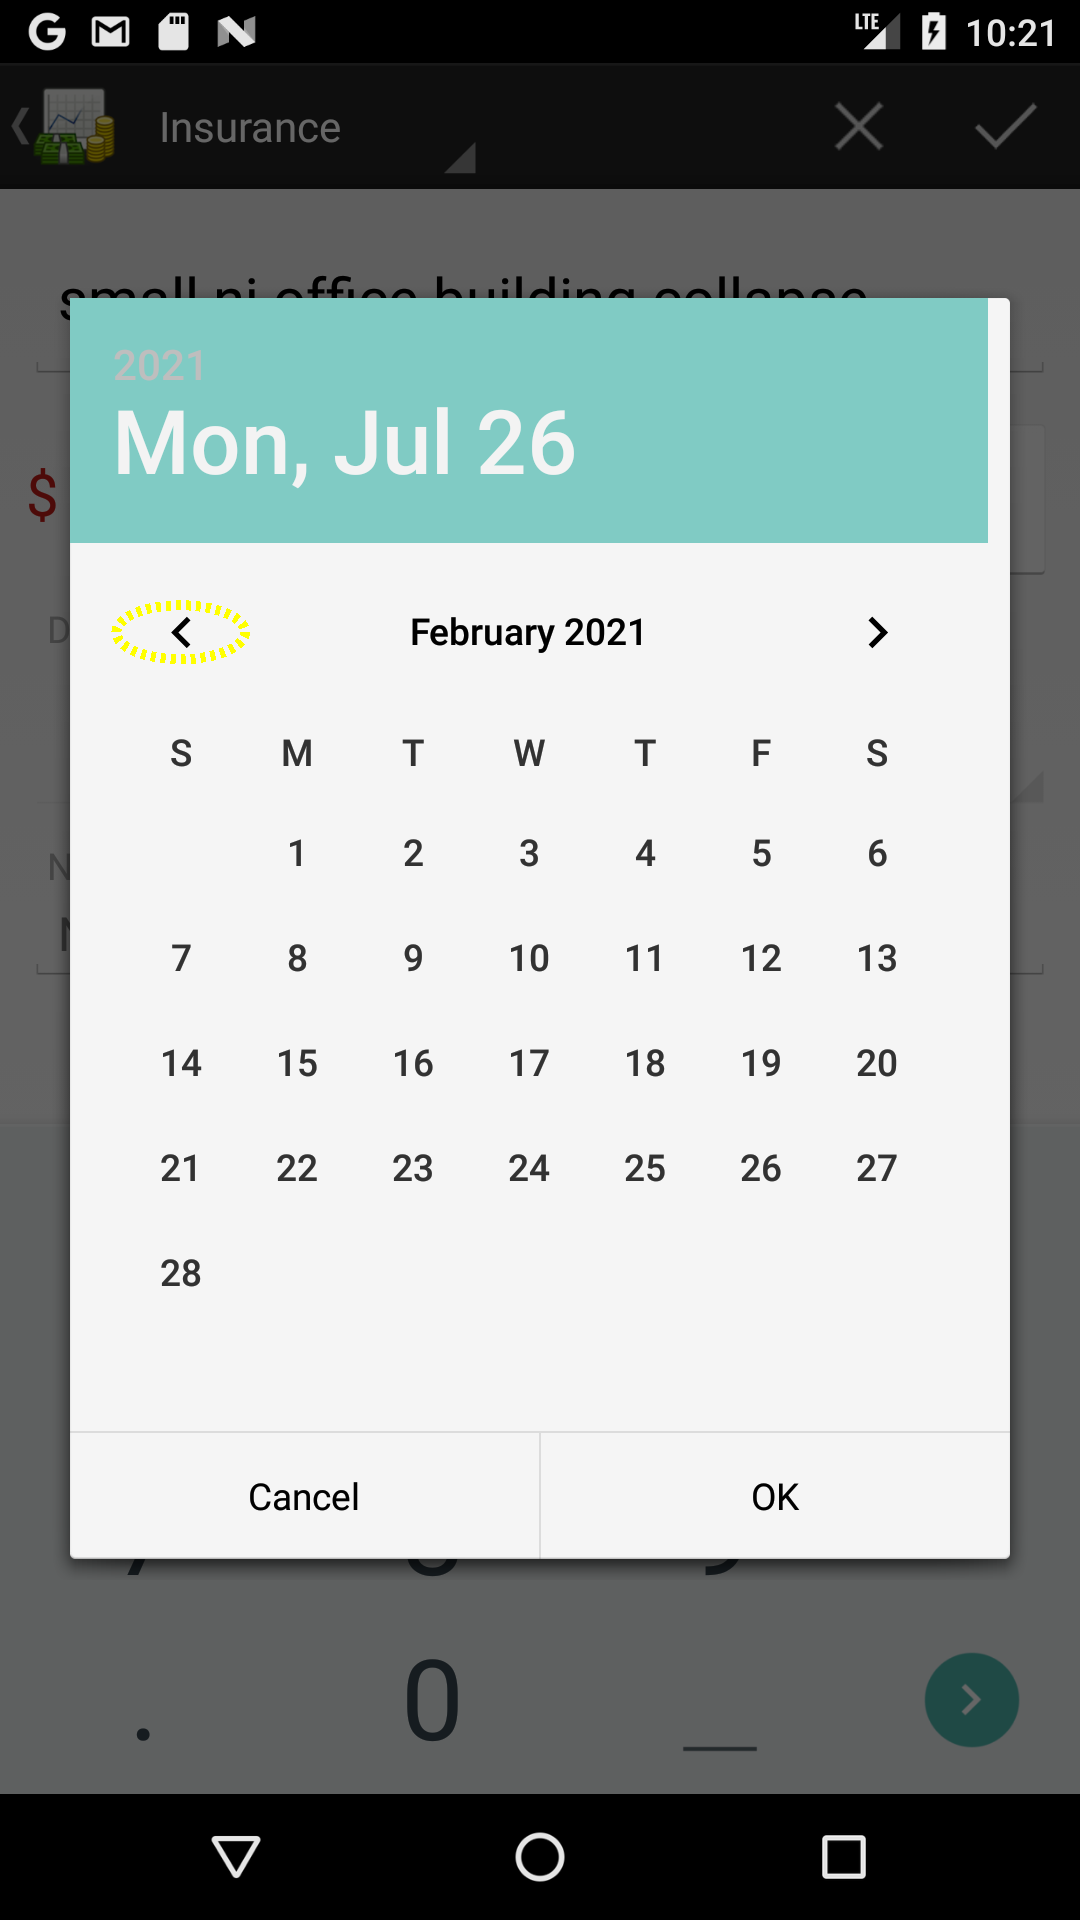 LTE 10:21
Insurance
small nj office building collapse
2021
Mon, Jul 26
$
February 2021
S M T W T F S
1 2 3 4 5 6
7 8 9 10 11 12 13
14 15 16 17 18 19 20
21 22 23 24 25 26 27
28
Cancel OK
. 0